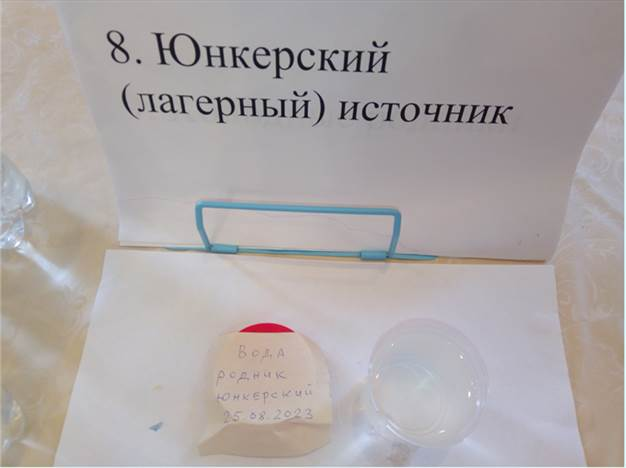 8. Юнкерский
(лагерный) источник
Вода
родник
юнкерский
25.08.2023